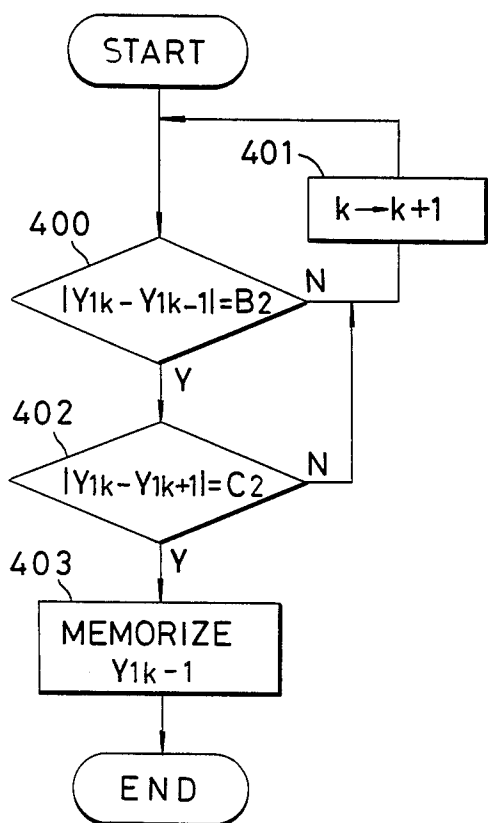 START
401
k→k+1
400
|Y1k-Y1k-1|=B2
N
Y
402
|Y1k-Y1k+1|=C2
N
Y
403
MEMORIZE
Y1k-1
END